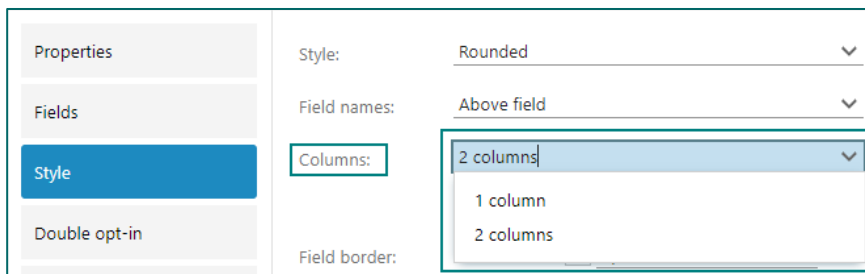 Properties
Fields
Style
Double opt-in
Style: Rounded
Field names: Above field
Columns: 2 columns
1 column
2 columns
Field border: